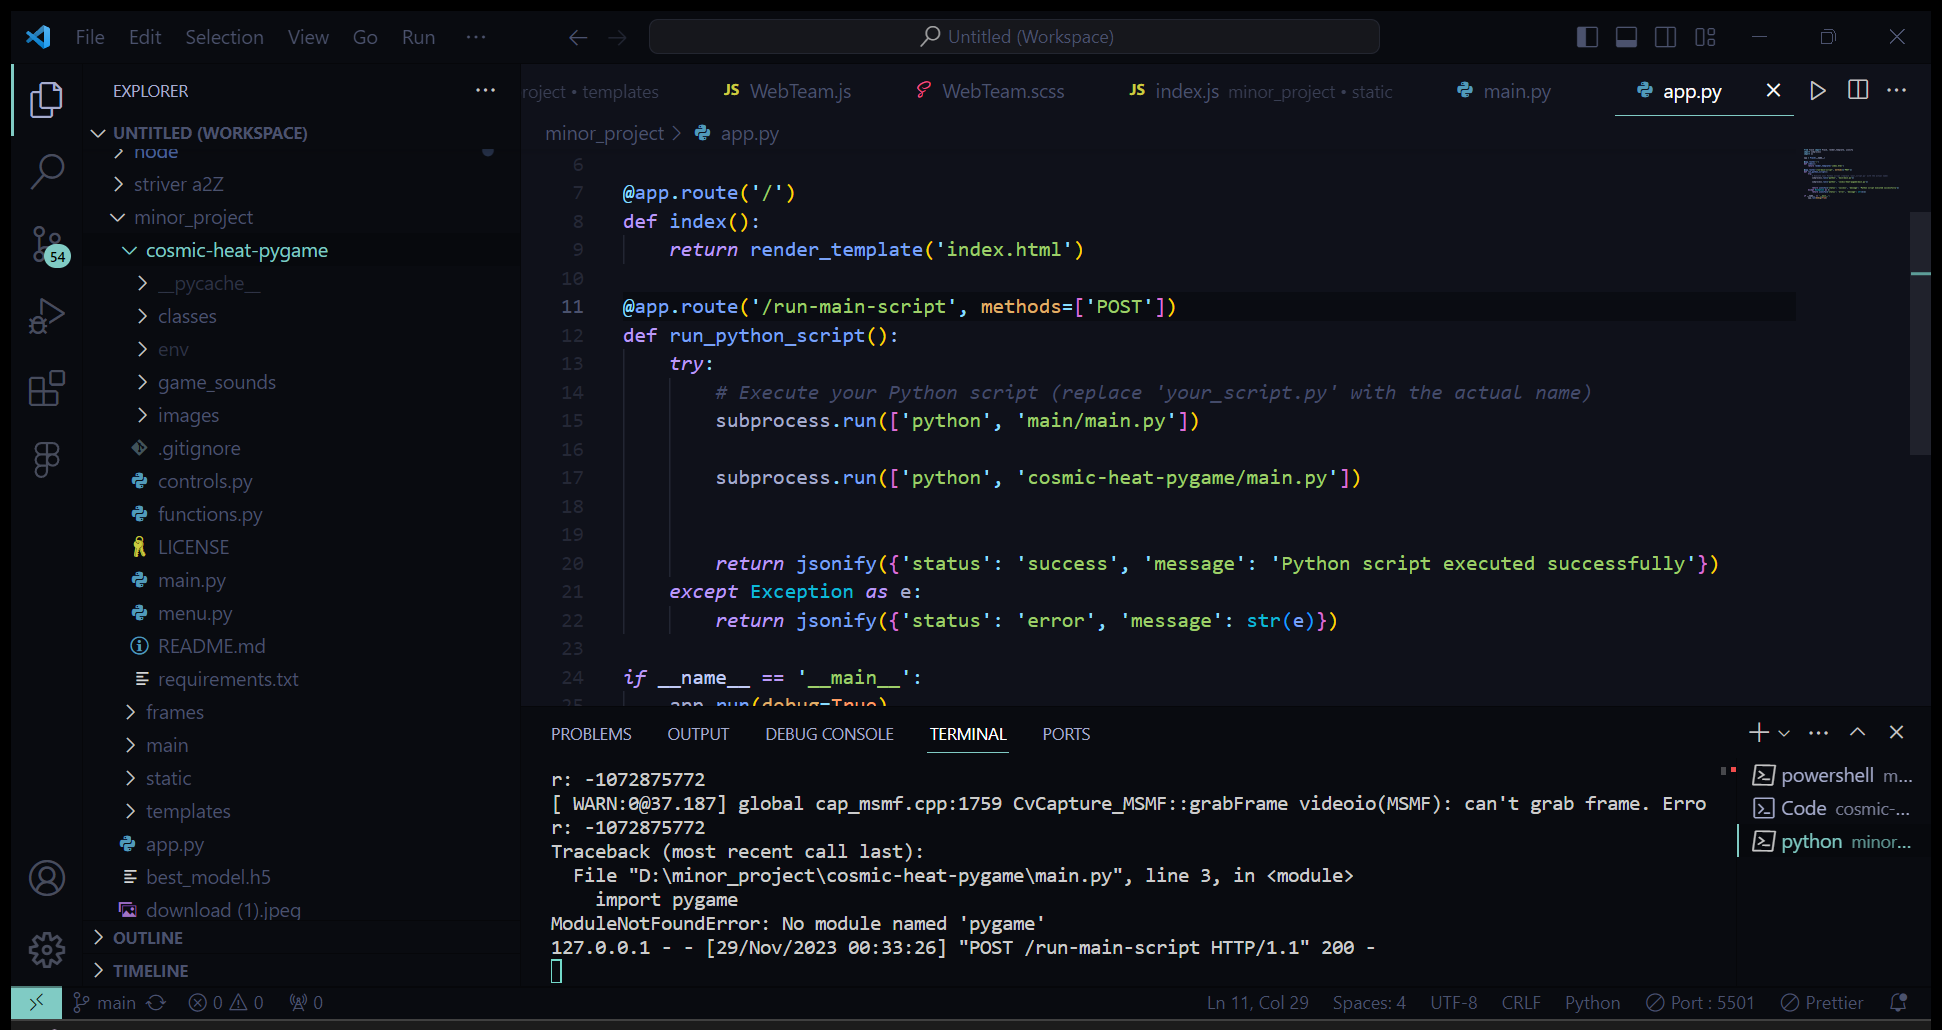 File Edit Selection View Go Run ···
Untitled (Workspace)
EXPLORER
UNTITLED (WORKSPACE)
node
striver a2Z
minor_project
cosmic-heat-pygame
__pycache__
classes
env
game_sounds
images
.gitignore
controls.py
functions.py
LICENSE
main.py
menu.py
README.md
requirements.txt
frames
main
static
templates
app.py
best_model.h5
download (1).jpeg
OUTLINE
TIMELINE
54
roject • templates
JS WebTeam.js
WebTeam.scss
JS index.js minor_project • static
main.py
app.py
minor_project > app.py
6
7 @app.route('/')
8 def index():
9 return render_template('index.html')
10
11 @app.route('/run-main-script', methods=['POST'])
12 def run_python_script():
13 try:
14 # Execute your Python script (replace 'your_script.py' with the actual name)
15 subprocess.run(['python', 'main/main.py'])
16
17 subprocess.run(['python', 'cosmic-heat-pygame/main.py'])
18
19
20 return jsonify({'status': 'success', 'message': 'Python script executed successfully'})
21 except Exception as e:
22 return jsonify({'status': 'error', 'message': str(e)})
23
24 if __name__ == '__main__':
25 app.run(debug=True)
PROBLEMS OUTPUT DEBUG CONSOLE TERMINAL PORTS
r: -1072875772
[ WARN:0@37.187] global cap_msmf.cpp:1759 CvCapture_MSMF::grabFrame videoio(MSMF): can't grab frame. Erro
r: -1072875772
Traceback (most recent call last):
File "D:\minor_project\cosmic-heat-pygame\main.py", line 3, in <module>
import pygame
ModuleNotFoundError: No module named 'pygame'
127.0.0.1 - - [29/Nov/2023 00:33:26] "POST /run-main-script HTTP/1.1" 200 -
powershell m...
Code cosmic-...
python minor...
main 0 0 0
Ln 11, Col 29 Spaces: 4 UTF-8 CRLF Python Port : 5501 Prettier